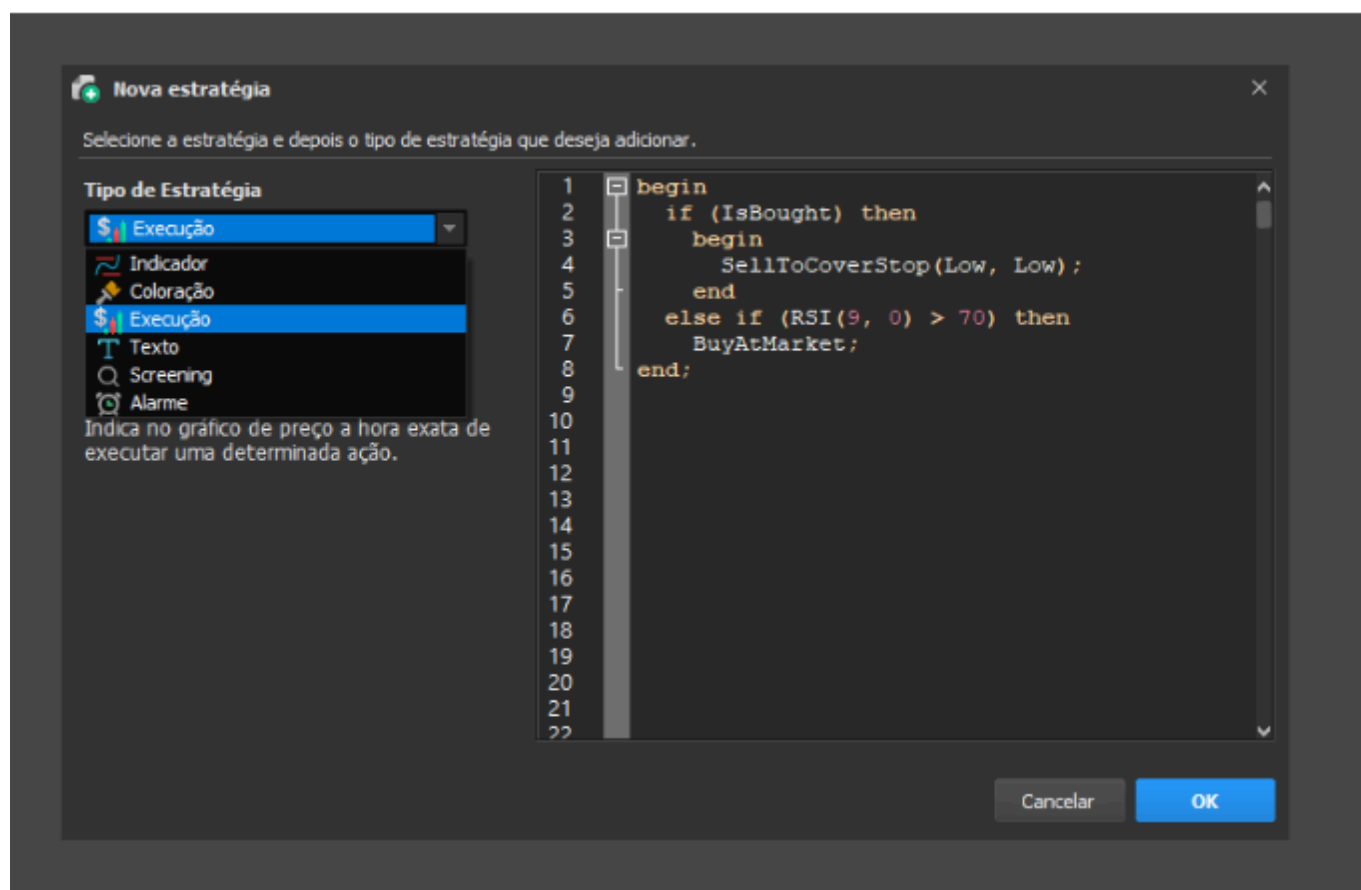 Nova estratégia
Selecione a estratégia e depois o tipo de estratégia que deseja adicionar.
Tipo de Estratégia
Execução
Indicador
Coloração
Execução
Texto
Screening
Alarme
Indica no gráfico de preço a hora exata de
executar uma determinada ação.
1 begin
2 if (IsBought) then
3 begin
4 SellToCoverStop(Low, Low);
5 end
6 else if (RSI(9, 0) > 70) then
7 BuyAtMarket;
8 end;
9
10
11
12
13
14
15
16
17
18
19
20
21
22
Cancelar
OK